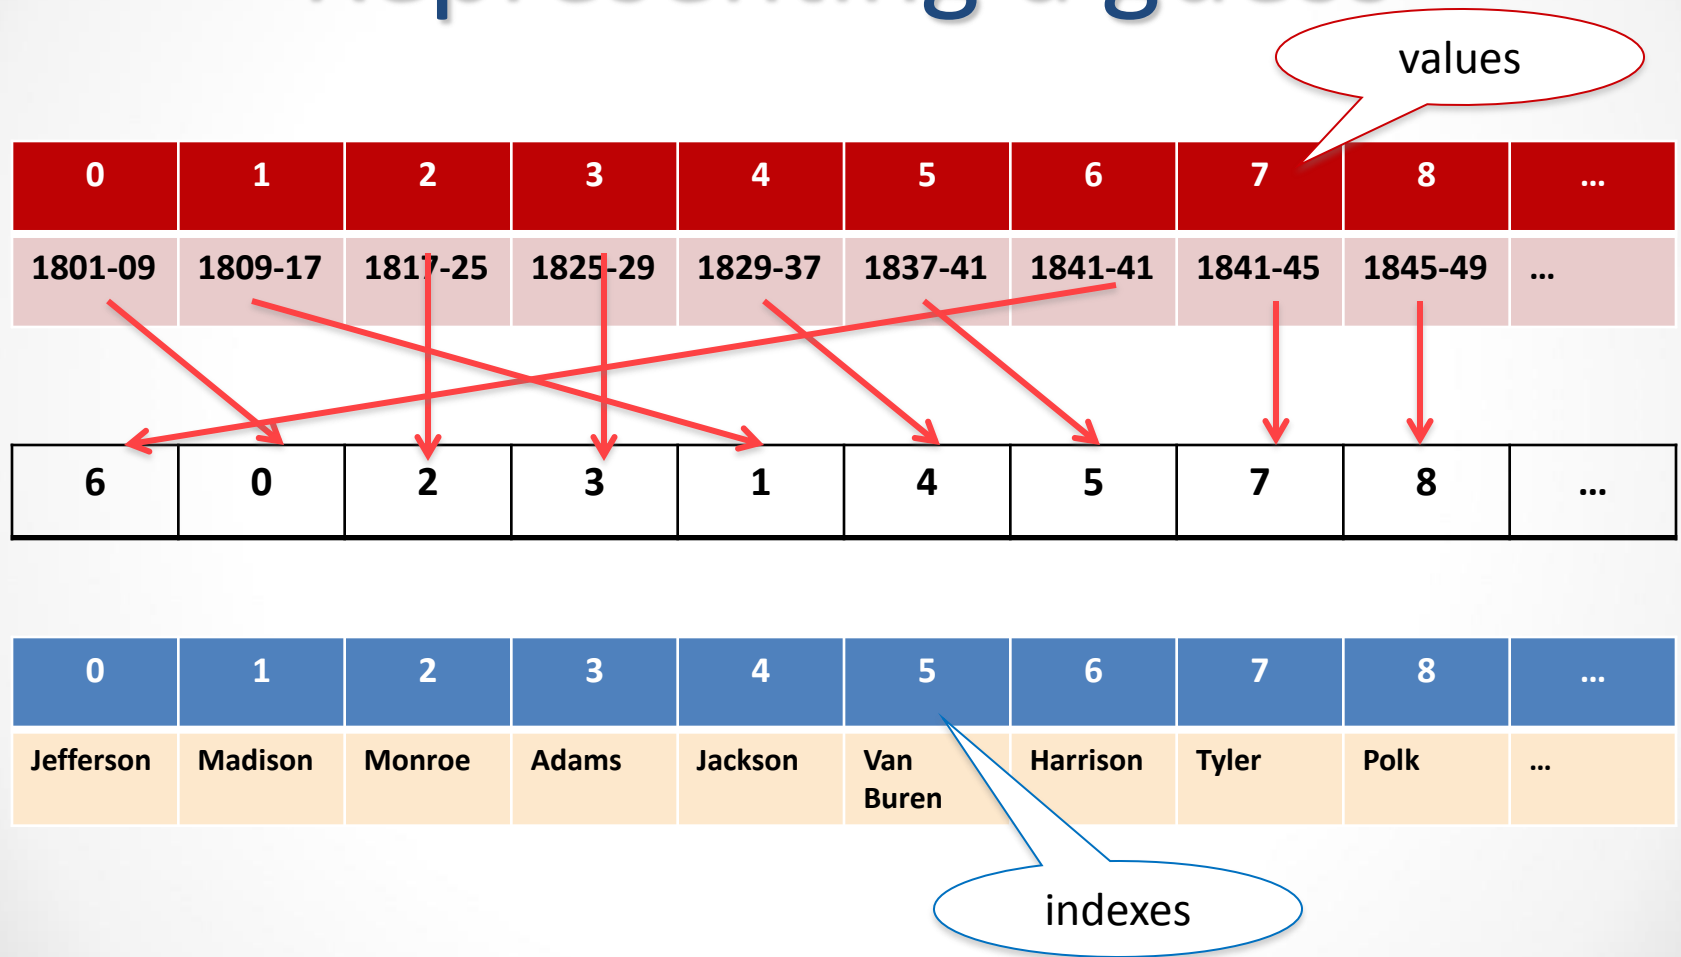 Representing a guess
values
0 1 2 3 4 5 6 7 8 ...
1801-09 1809-17 1817-25 1825-29 1829-37 1837-41 1841-41 1841-45 1845-49 ...
6 0 2 3 1 4 5 7 8 ...
0 1 2 3 4 5 6 7 8 ...
Jefferson Madison Monroe Adams Jackson Van Harrison Tyler Polk ...
Buren
indexes